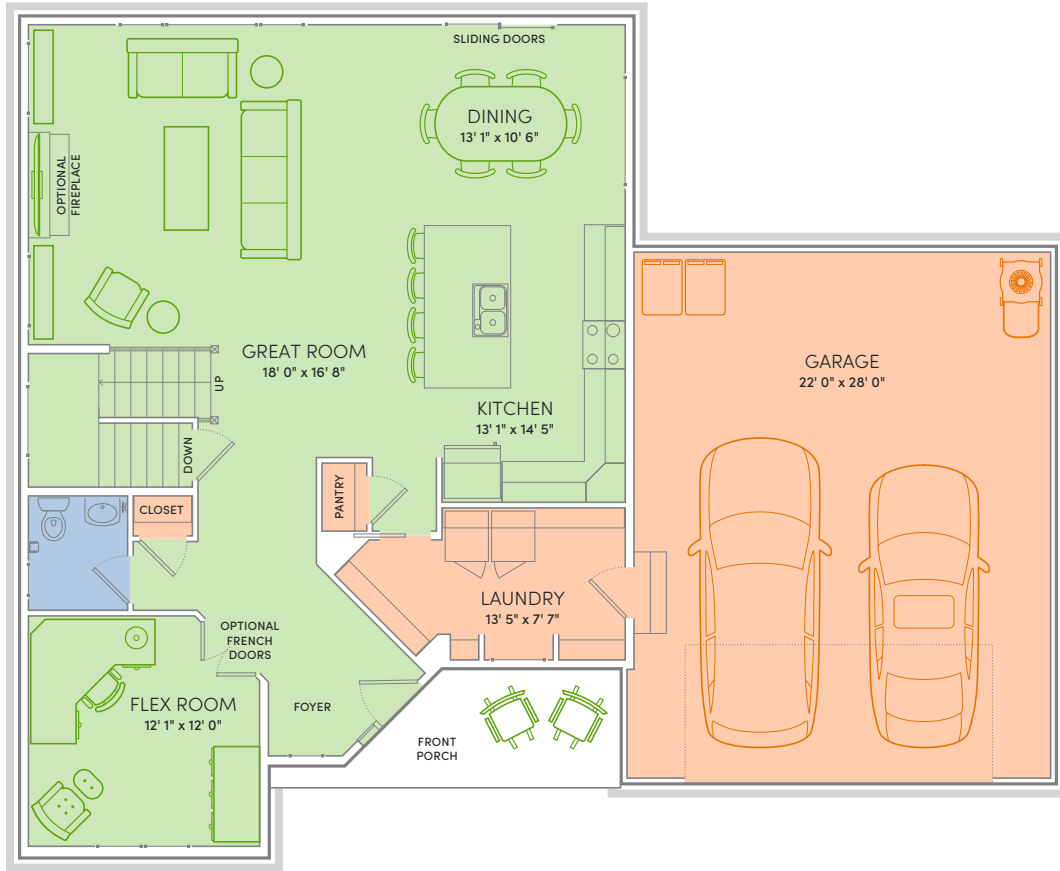 SLIDING DOORS
DINING
13' 1" x 10' 6"
OPTIONAL
FIREPLACE
GREAT ROOM
18' 0" x 16' 8"
GARAGE
22' 0" x 28' 0"
UP
KITCHEN
13' 1" x 14' 5"
DOWN
PANTRY
CLOSET
LAUNDRY
13' 5" x 7' 7"
OPTIONAL
FRENCH
DOORS
FLEX ROOM
12' 1" x 12' 0"
FOYER
FRONT
PORCH